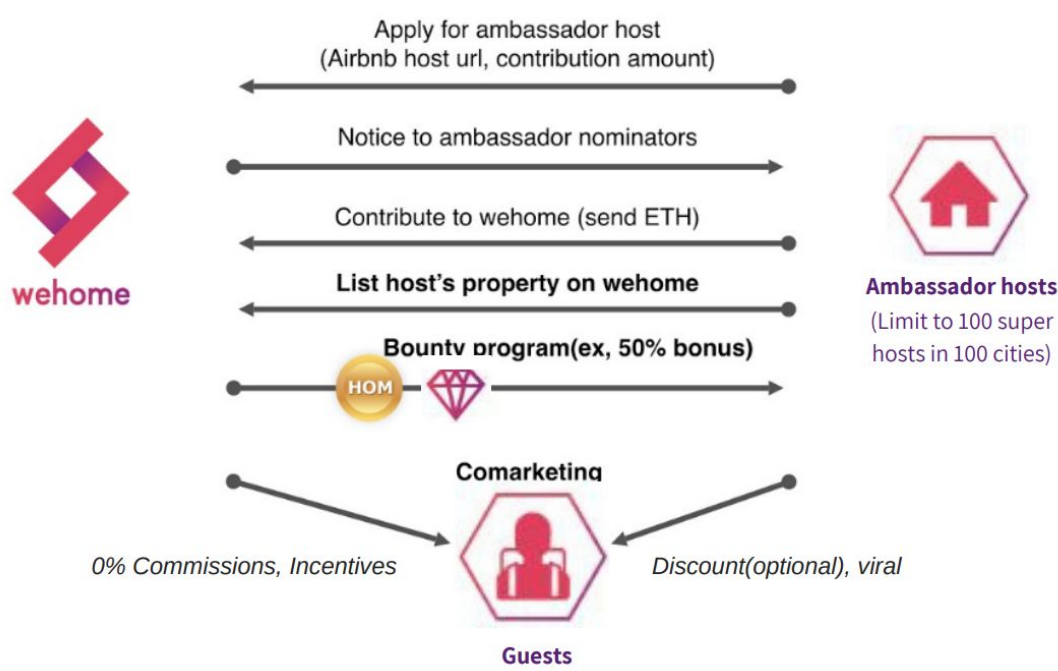 Apply for ambassador host
(Airbnb host url, contribution amount)
Notice to ambassador nominators
Contribute to wehome (send ETH)
wehome
List host's property on wehome
Ambassador hosts
(Limit to 100 super
hosts in 100 cities)
Bounty program(ex, 50% bonus)
HOM
Comarketing
0% Commissions, Incentives
Discount(optional), viral
Guests